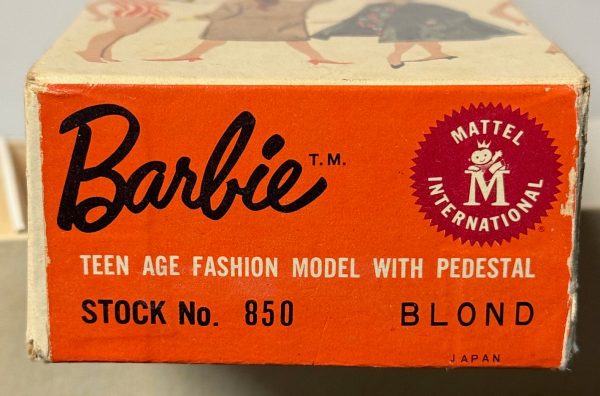 Barbie T.M.
MATTEL
INTERNATIONAL
M
TEEN AGE FASHION MODEL WITH PEDESTAL
STOCK No. 850 BLOND
JAPAN